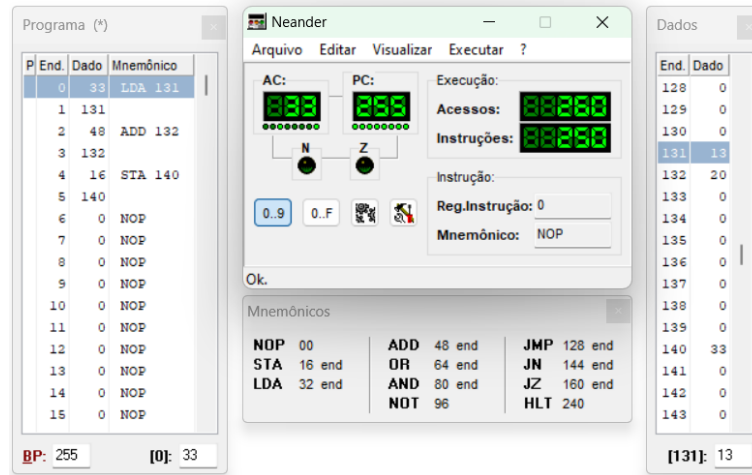 Programa (*)
P End. Dado Mnemônico
0 33 LDA 131
1 131
2 48 ADD 132
3 132
4 16 STA 140
5 140
6 0 NOP
7 0 NOP
8 0 NOP
9 0 NOP
10 0 NOP
11 0 NOP
12 0 NOP
13 0 NOP
14 0 NOP
15 0 NOP
BP: 255 [0]: 33
Neander
Arquivo Editar Visualizar Executar ?
AC: PC:
33 255
N Z
0..9 0..F
Execução:
Acessos:
Instruções:
Instrução:
Reg.Instrução: 0
Mnemônico: NOP
Ok.
Mnemônicos
NOP 00 ADD 48 end JMP 128 end
STA 16 end OR 64 end JN 144 end
LDA 32 end AND 80 end JZ 160 end
NOT 96 HLT 240
Dados
End. Dado
128 0
129 0
130 0
131 13
132 20
133 0
134 0
135 0
136 0
137 0
138 0
139 0
140 33
141 0
142 0
143 0
[131]: 13